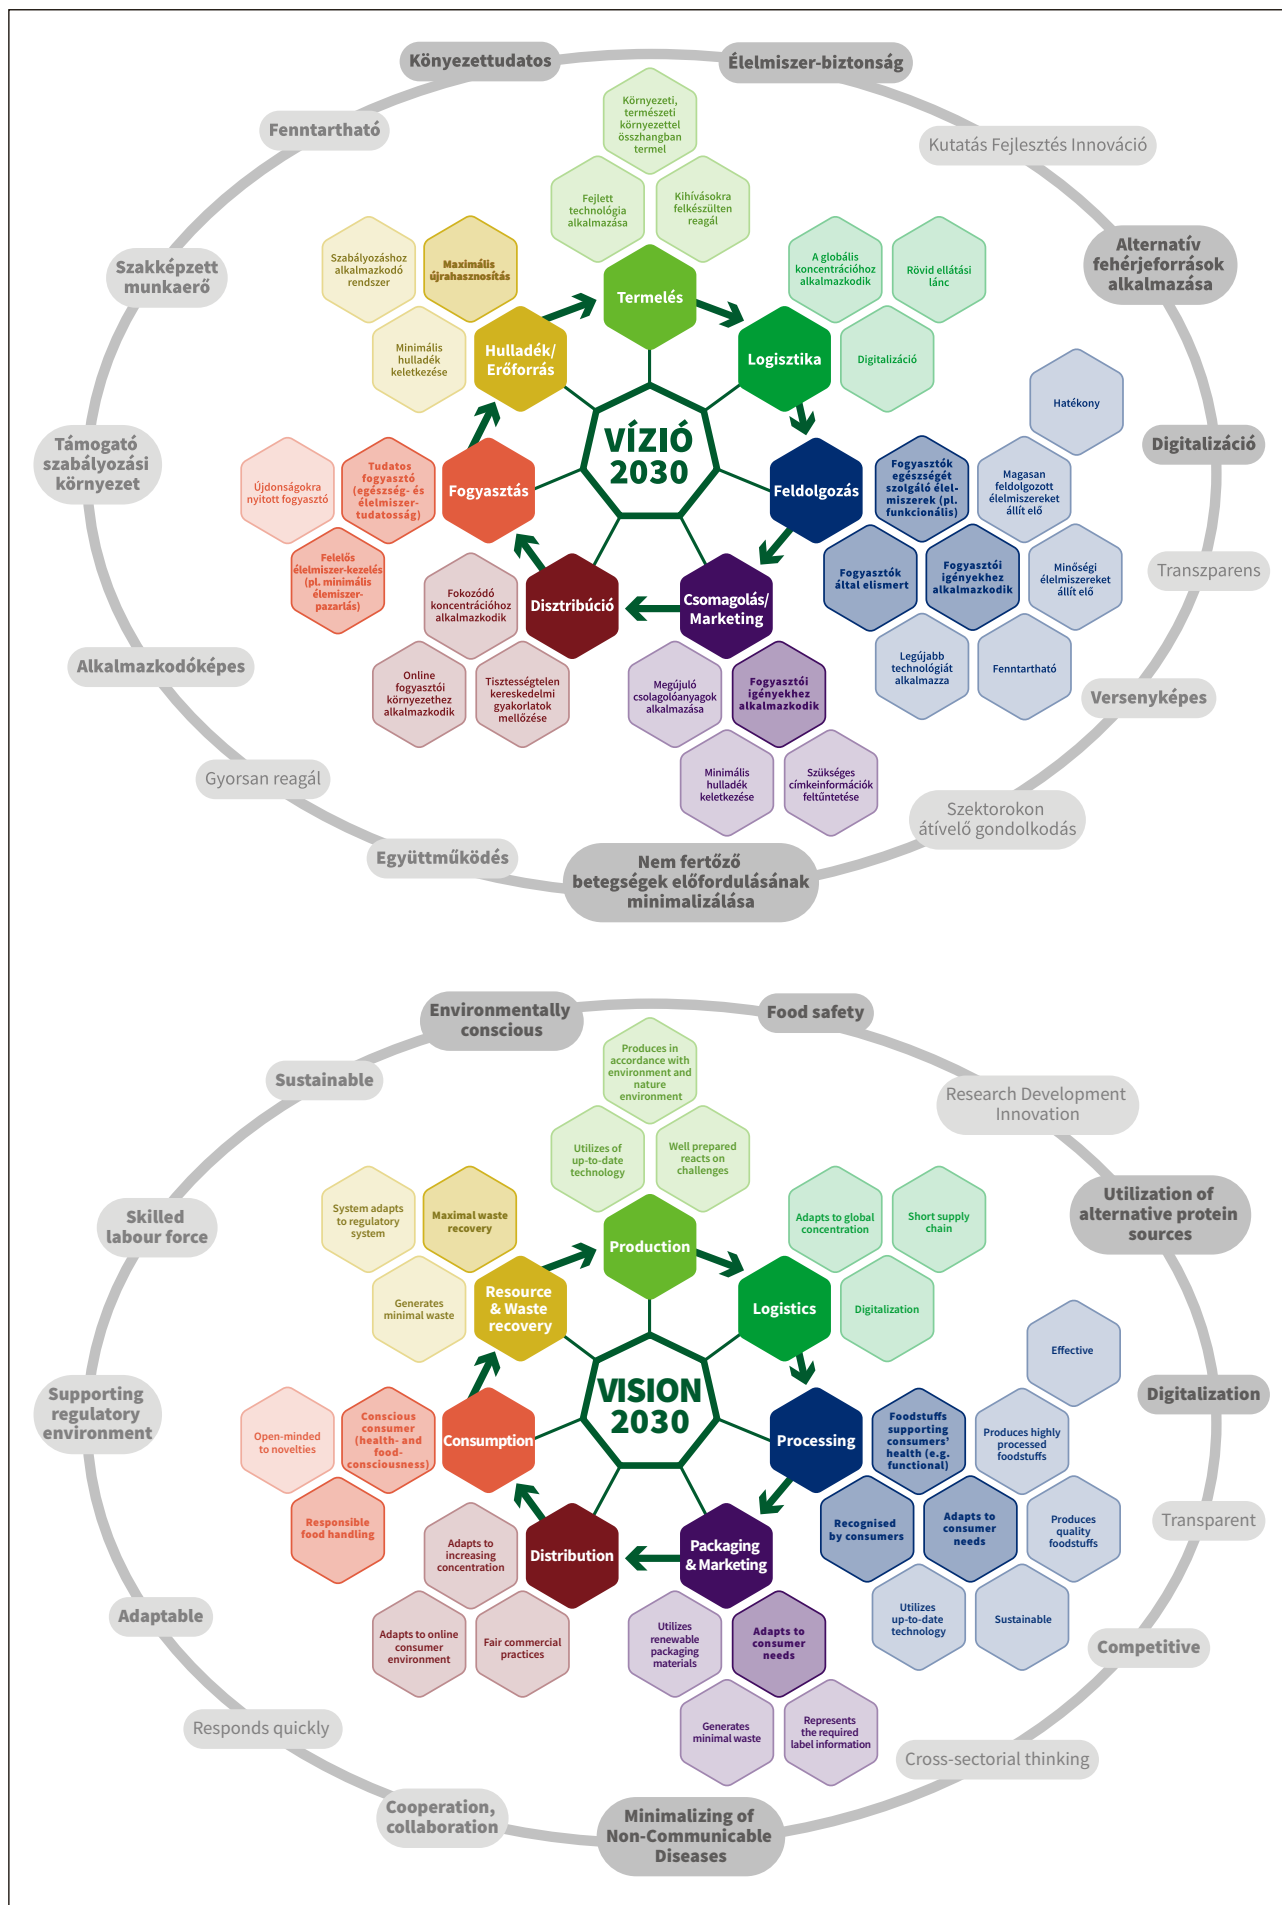 Könyezettudatos
Élelmiszer-biztonság
Fenntartható
Kutatás Fejlesztés Innováció
Szakképzett
munkaerő
Alternatív
fehérjeforrások
alkalmazása
Támogató
szabályozási
környezet
Digitalizáció
Transzparens
Alkalmazkodóképes
Versenyképes
Gyorsan reagál
Szektorokon
átívelő gondolkodás
Együttműködés
Nem fertőző
betegségek előfordulásának
minimalizálása
Környezeti,
természeti
környezettel
összhangban
termel
Fejlett
technológia
alkalmazása
Kihívásokra
felkészülten
reagál
Termelés
A globális
koncentrációhoz
alkalmazkodik
Rövid ellátási
lánc
Digitalizáció
Logisztika
Szabályozáshoz
alkalmazkodó
rendszer
Maximális
újrahasznosítás
Minimális
hulladék
keletkezése
Hulladék/
Erőforrás
VÍZIÓ
2030
Hatékony
Fogyasztók
egészségét
szolgáló élel-
miszerek (pl.
funkcionális)
Magasan
feldolgozott
élelmiszereket
állít elő
Feldolgozás
Fogyasztók
által elismert
Fogyasztói
igényekhez
alkalmazkodik
Minőségi
élelmiszereket
állít elő
Legújabb
technológiát
alkalmazza
Fenntartható
Újdonságokra
nyitott fogyasztó
Tudatos
fogyasztó
(egészség- és
élelmiszer-
tudatosság)
Fogyasztás
Felelős
élelmiszer-kezelés
(pl. minimális
élemiszer-
pazarlás)
Fokozódó
koncentrációhoz
alkalmazkodik
Disztribúció
Online
fogyasztói
környezethez
alkalmazkodik
Tisztességtelen
kereskedelmi
gyakorlatok
mellőzése
Csomagolás/
Marketing
Megújuló
csolagolóanyagok
alkalmazása
Fogyasztói
igényekhez
alkalmazkodik
Minimális
hulladék
keletkezése
Szükséges
címkeinformációk
feltűntetése
Environmentally
conscious
Food safety
Sustainable
Research Development
Innovation
Skilled
labour force
Utilization of
alternative protein
sources
Supporting
regulatory
environment
Digitalization
Transparent
Adaptable
Competitive
Responds quickly
Cross-sectorial thinking
Cooperation,
collaboration
Minimalizing of
Non-Communicable
Diseases
Produces in
accordance with
environment and
nature
environment
Utilizes of
up-to-date
technology
Well prepared
reacts on
challenges
Production
Adapts to global
concentration
Short supply
chain
Digitalization
Logistics
System adapts
to regulatory
system
Maximal waste
recovery
Generates
minimal waste
Resource
& Waste
recovery
VISION
2030
Effective
Foodstuffs
supporting
consumers'
health (e.g.
functional)
Produces highly
processed
foodstuffs
Processing
Recognised
by consumers
Adapts to
consumer
needs
Produces
quality
foodstuffs
Utilizes
up-to-date
technology
Sustainable
Open-minded
to novelties
Conscious
consumer
(health- and
food-
consciousness)
Consumption
Responsible
food handling
Adapts to
increasing
concentration
Distribution
Adapts to online
consumer
environment
Fair commercial
practices
Packaging
& Marketing
Utilizes
renewable
packaging
materials
Adapts to
consumer
needs
Generates
minimal waste
Represents
the required
label information